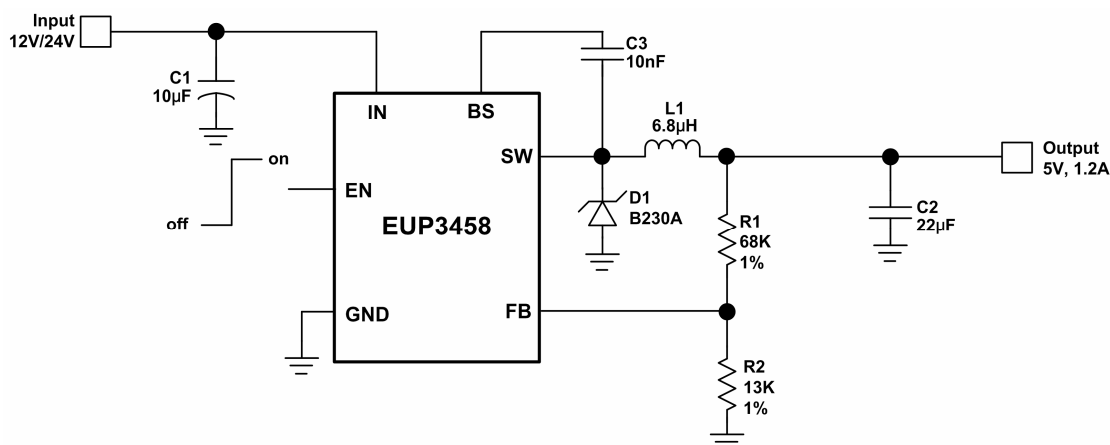 Input
12V/24V
C1
10µF
on
off
IN
BS
SW
EN
EUP3458
GND
FB
C3
10nF
L1
6.8µH
D1
B230A
R1
68K
1%
R2
13K
1%
C2
22µF
Output
5V, 1.2A